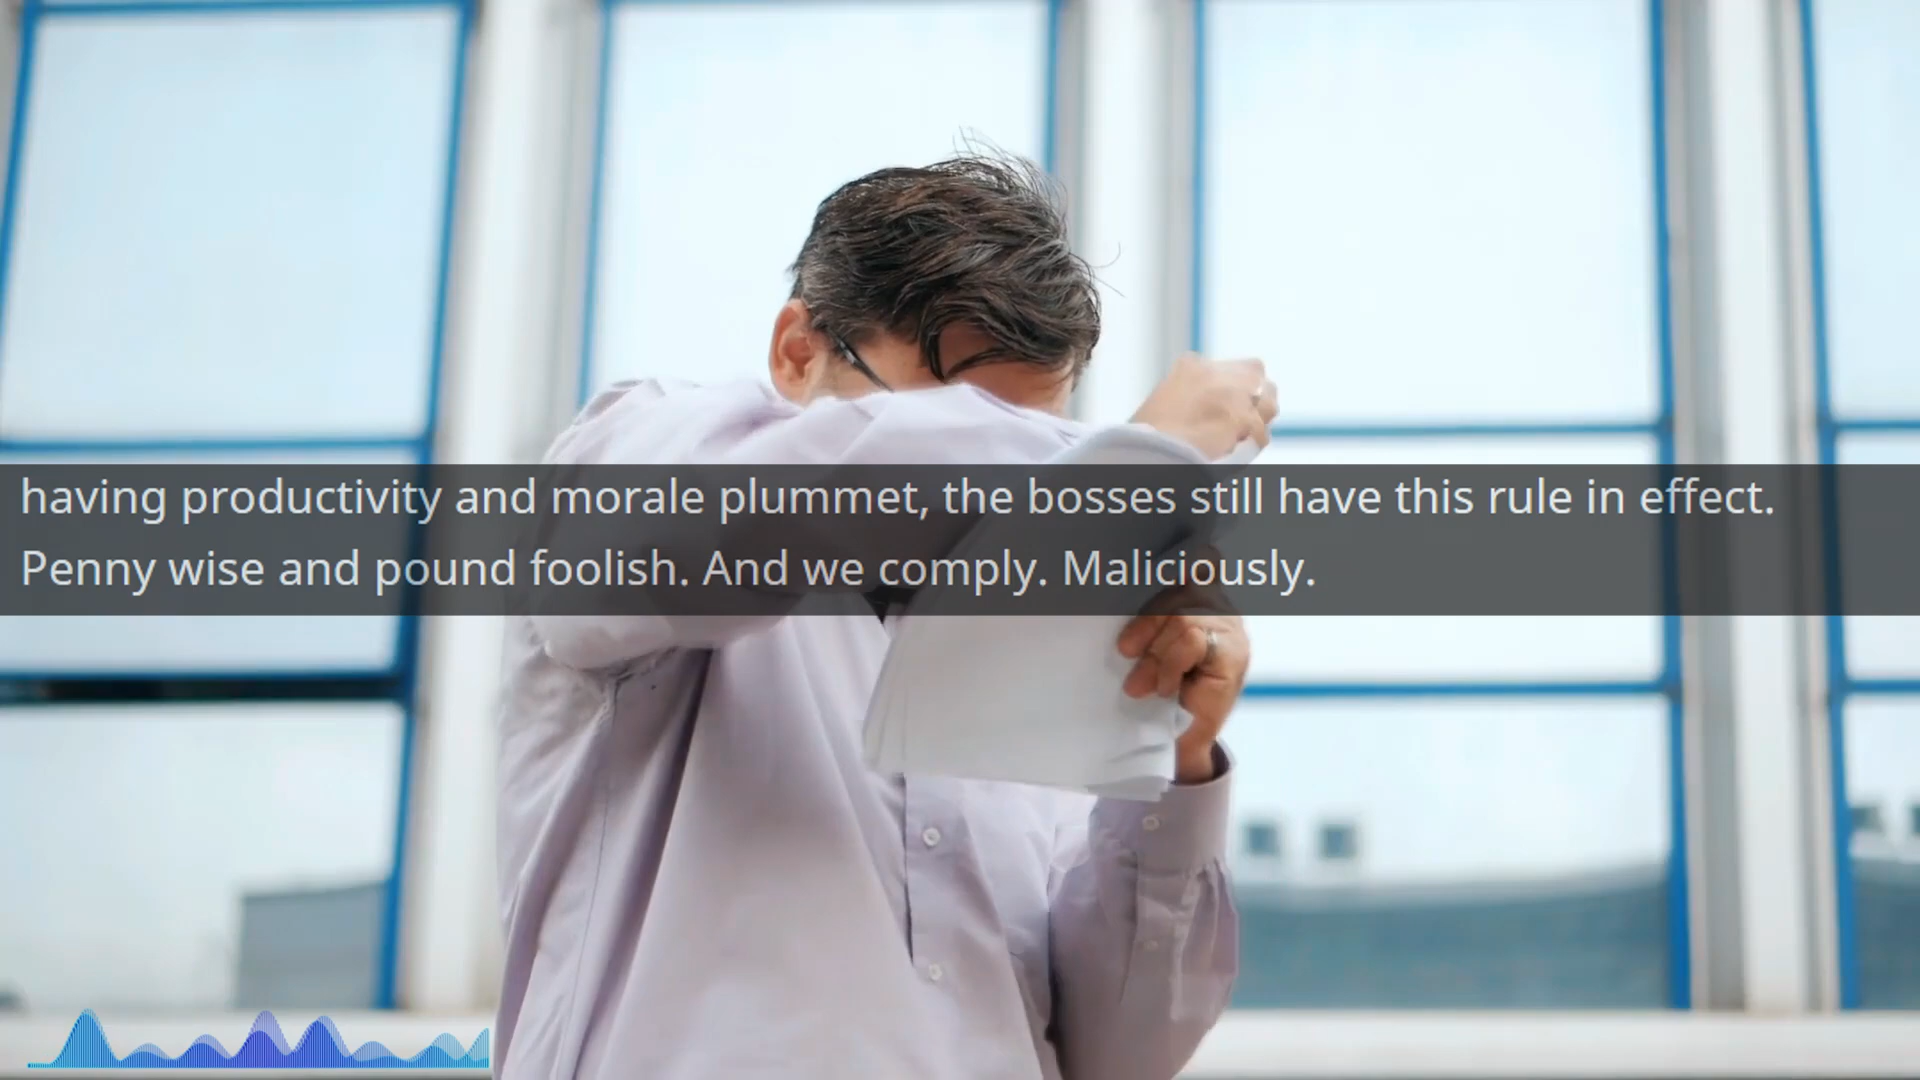 having productivity and morale plummet, the bosses still have this rule in effect.
Penny wise and pound foolish. And we comply. Maliciously.